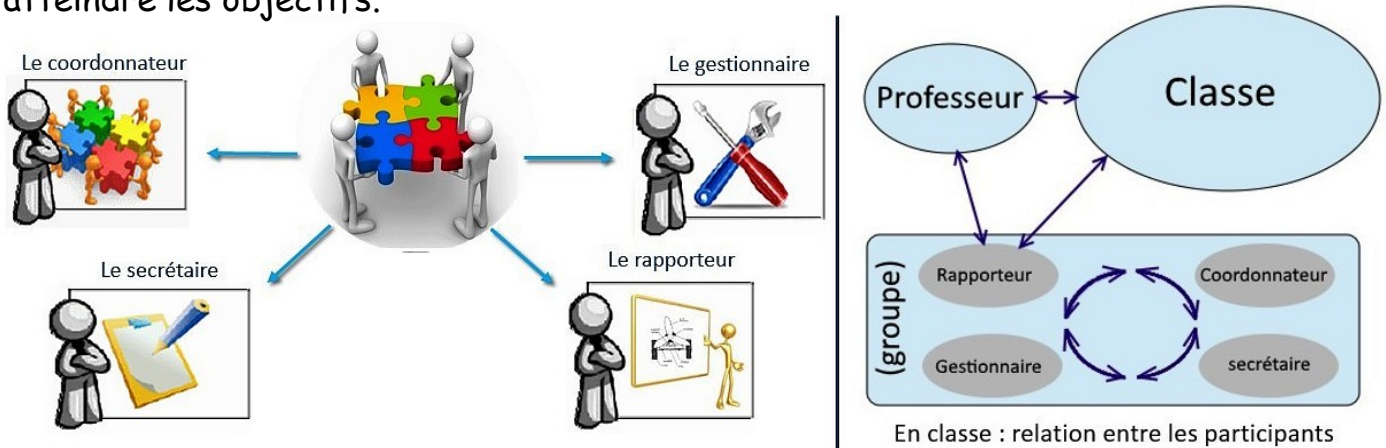 atteindre les objectifs.
Le coordonnateur
Le gestionnaire
Le secrétaire
Le rapporteur
Professeur
Classe
(groupe)
Rapporteur
Coordonnateur
Gestionnaire
secrétaire
En classe : relation entre les participants